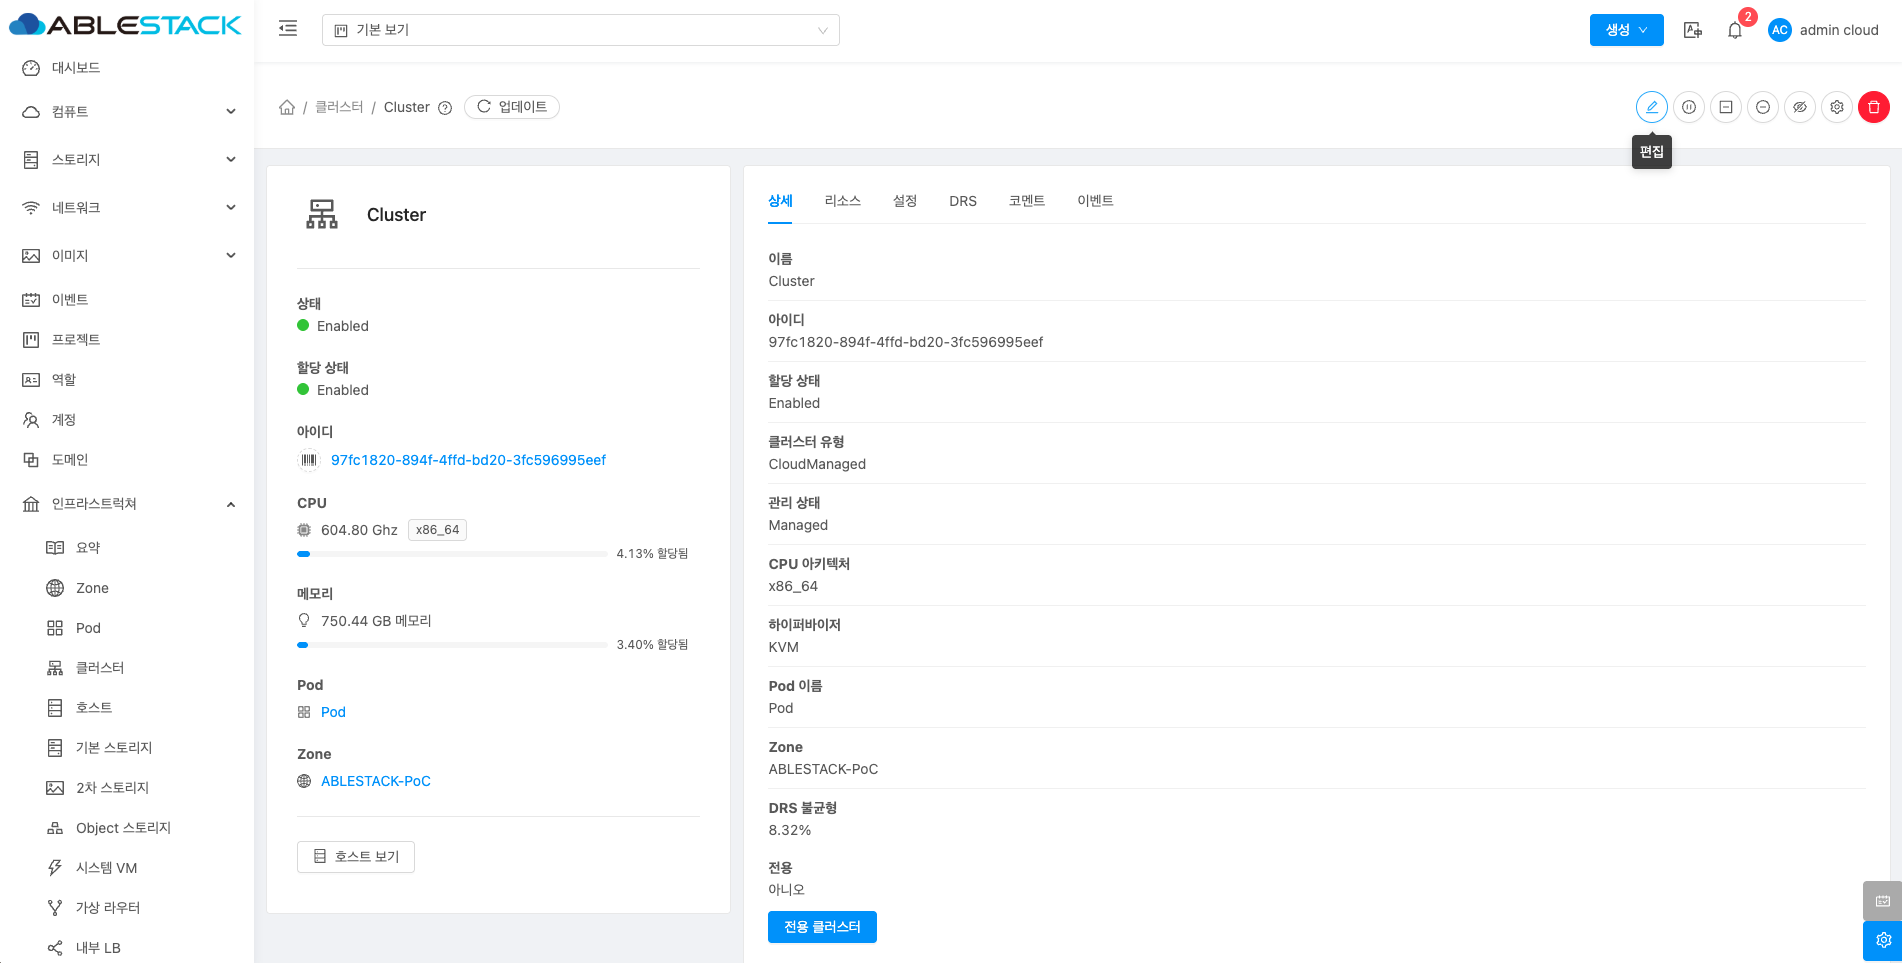 ABLESTACK
기본 보기
생성
2
AC
admin cloud
대시보드
컴퓨트
스토리지
네트워크
이미지
이벤트
프로젝트
역할
계정
도메인
인프라스트럭쳐
요약
Zone
Pod
클러스터
호스트
기본 스토리지
2차 스토리지
Object 스토리지
시스템 VM
가상 라우터
내부 LB
/ 클러스터 / Cluster
업데이트
편집
Cluster
상태
Enabled
할당 상태
Enabled
아이디
97fc1820-894f-4ffd-bd20-3fc596995eef
CPU
604.80 Ghz x86_64
4.13% 할당됨
메모리
750.44 GB 메모리
3.40% 할당됨
Pod
Pod
Zone
ABLESTACK-PoC
호스트 보기
상세 리소스 설정 DRS 코멘트 이벤트
이름
Cluster
아이디
97fc1820-894f-4ffd-bd20-3fc596995eef
할당 상태
Enabled
클러스터 유형
CloudManaged
관리 상태
Managed
CPU 아키텍처
x86_64
하이퍼바이저
KVM
Pod 이름
Pod
Zone
ABLESTACK-PoC
DRS 불균형
8.32%
전용
아니오
전용 클러스터